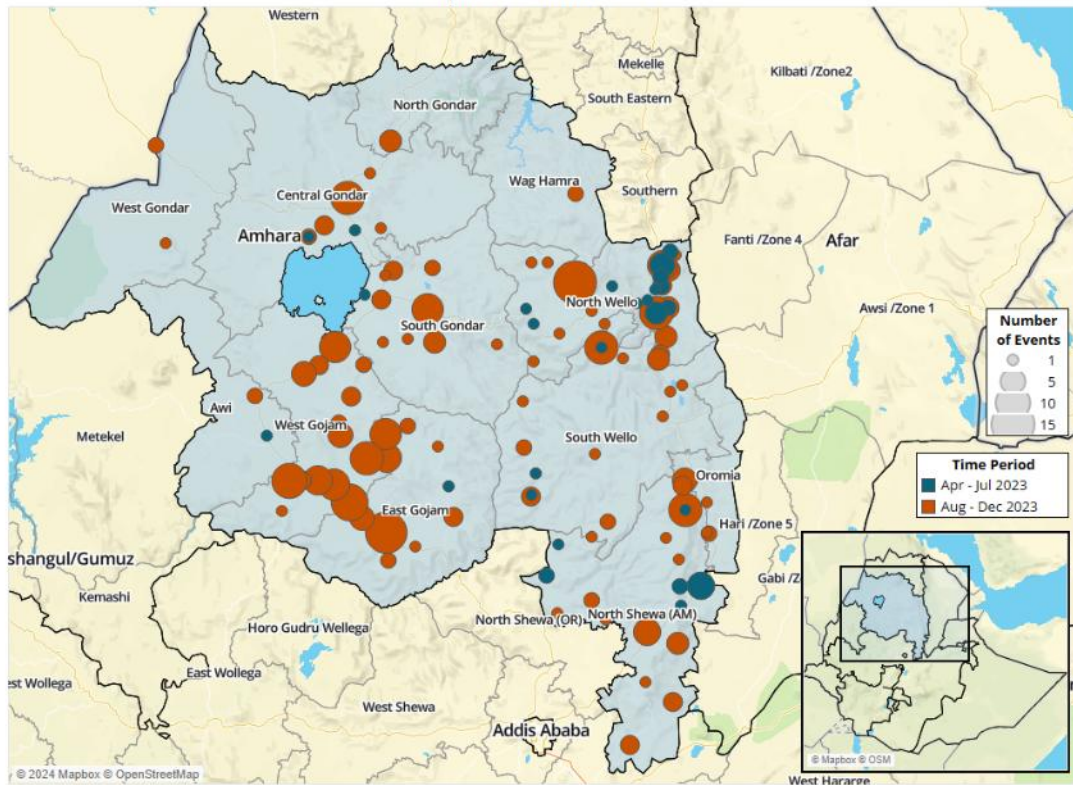 Western
Mekelle
Kilbati /Zone2
South Eastern
North Gondar
Wag Hamra
Southern
Central Gondar
West Gondar
Amhara
Fanti /Zone 4
Afar
North Wello
Awsi /Zone 1
South Gondar
Number
of Events
1
5
10
15
Awi
West Gojam
Metekel
South Wello
Time Period
Apr - Jul 2023
Aug - Dec 2023
Oromia
East Gojam
Hari /Zone 5
shangul/Gumuz
Gabi /Z
Kemashi
North Shewa (OR)
North Shewa (AM)
Horo Gudru Wellega
East Wollega
est Wollega
West Shewa
Addis Ababa
© Mapbox © OSM
© 2024 Mapbox © OpenStreetMap
West Hararge